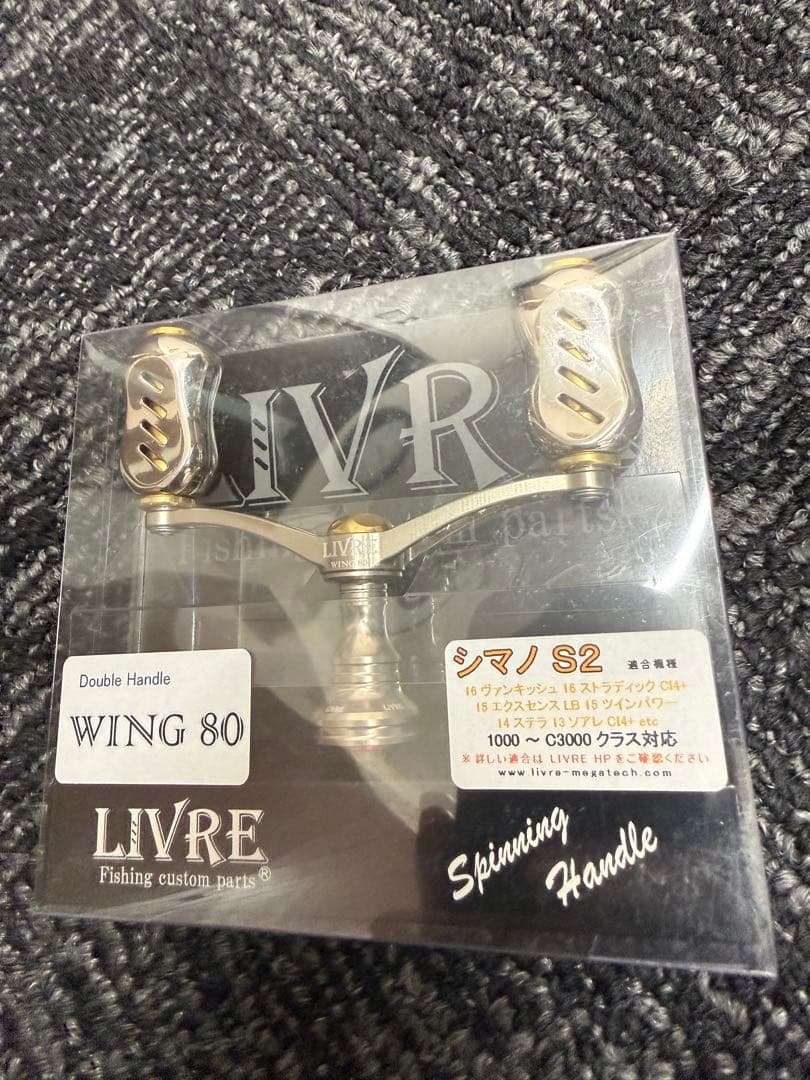 LIVR
Fishin
parts
LIVRE
WING 80
LIVRE
Double Handle
WING 80
シマノ S2 適合機種
16 ヴァンキッシュ 16 ストラディック CI4+
15 エクスセンス LB 15 ツインパワー
14 ステラ 13 ソアレ CI4+ etc
1000 ～ C3000 クラス対応
※ 詳しい適合は LIVRE HP をご確認ください
www.livre-megatech.com
LIVRE
Fishing custom parts®
Spinning
Handle